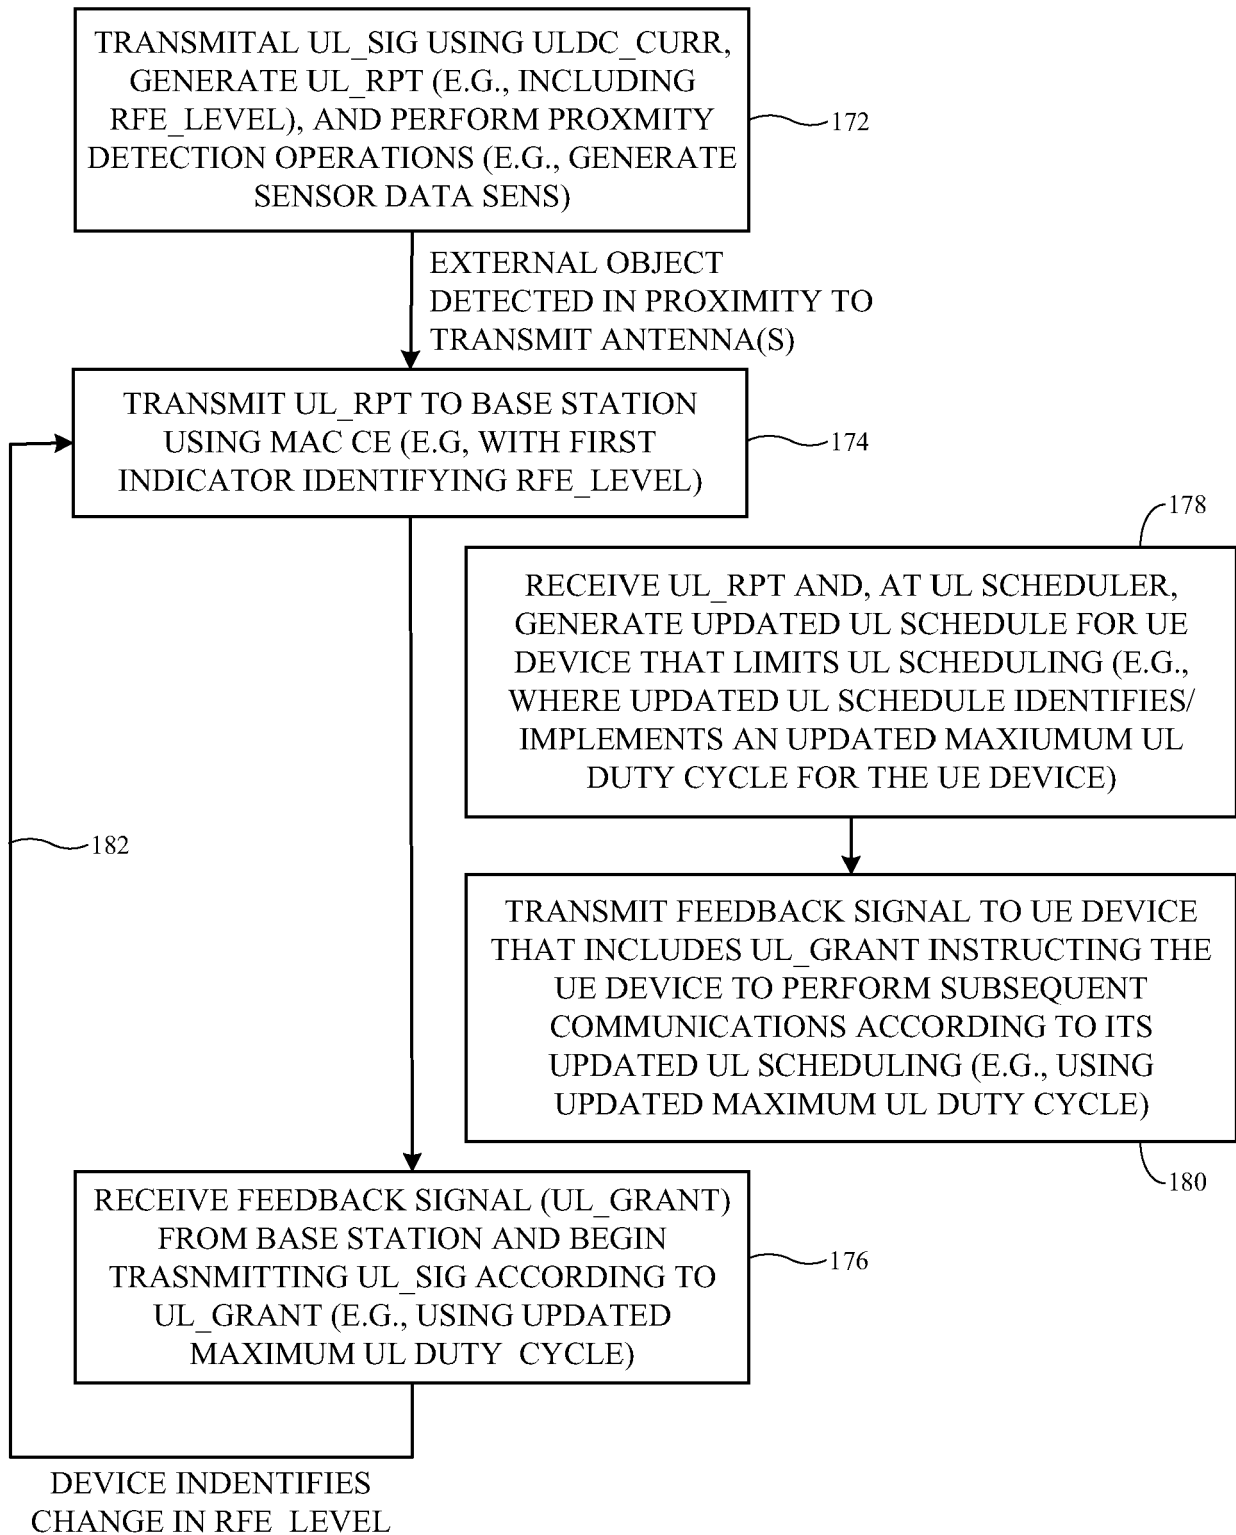 TRANSMITAL UL_SIG USING ULDC_CURR,
GENERATE UL_RPT (E.G., INCLUDING
RFE_LEVEL), AND PERFORM PROXMITY
DETECTION OPERATIONS (E.G., GENERATE
SENSOR DATA SENS)
172
EXTERNAL OBJECT
DETECTED IN PROXIMITY TO
TRANSMIT ANTENNA(S)
TRANSMIT UL_RPT TO BASE STATION
USING MAC CE (E.G, WITH FIRST
INDICATOR IDENTIFYING RFE_LEVEL)
174
178
RECEIVE UL_RPT AND, AT UL SCHEDULER,
GENERATE UPDATED UL SCHEDULE FOR UE
DEVICE THAT LIMITS UL SCHEDULING (E.G.,
WHERE UPDATED UL SCHEDULE IDENTIFIES/
IMPLEMENTS AN UPDATED MAXIUMUM UL
DUTY CYCLE FOR THE UE DEVICE)
182
TRANSMIT FEEDBACK SIGNAL TO UE DEVICE
THAT INCLUDES UL_GRANT INSTRUCTING THE
UE DEVICE TO PERFORM SUBSEQUENT
COMMUNICATIONS ACCORDING TO ITS
UPDATED UL SCHEDULING (E.G., USING
UPDATED MAXIMUM UL DUTY CYCLE)
180
RECEIVE FEEDBACK SIGNAL (UL_GRANT)
FROM BASE STATION AND BEGIN
TRASNMITTING UL_SIG ACCORDING TO
UL_GRANT (E.G., USING UPDATED
MAXIMUM UL DUTY CYCLE)
176
DEVICE INDENTIFIES
CHANGE IN RFE_LEVEL